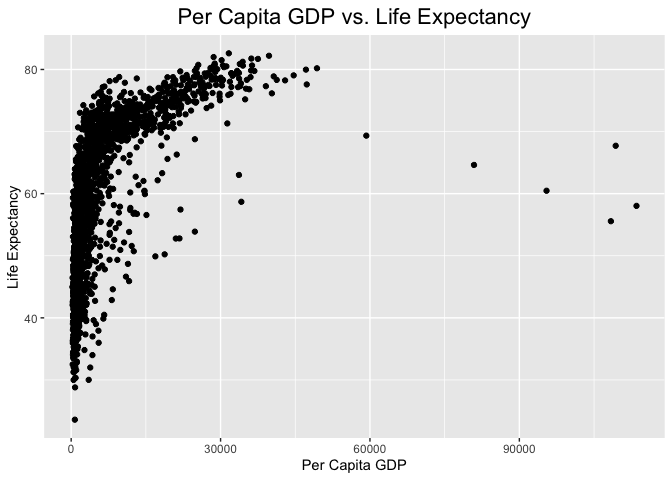 Per Capita GDP vs. Life Expectancy
Life Expectancy
80
60
40
0 30000 60000 90000
Per Capita GDP